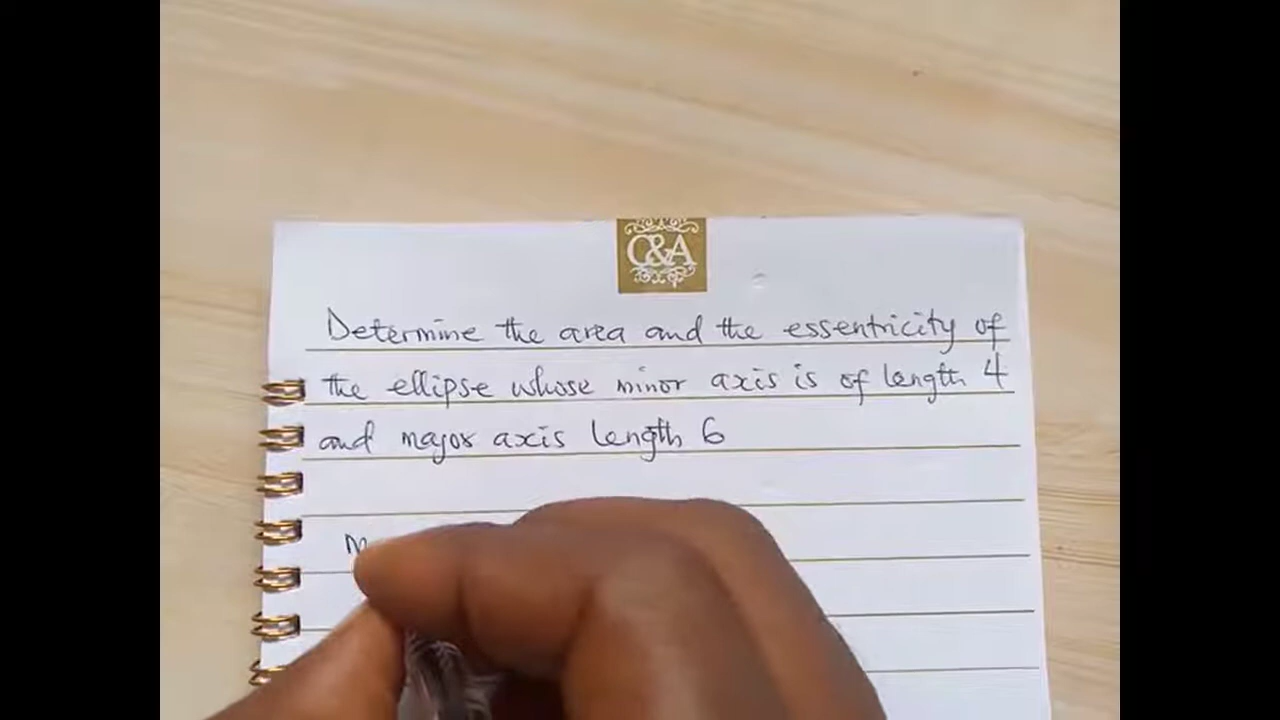 C&A
Determine the area and the essentricity of
the ellipse whose minor axis is of length 4
and major axis length 6